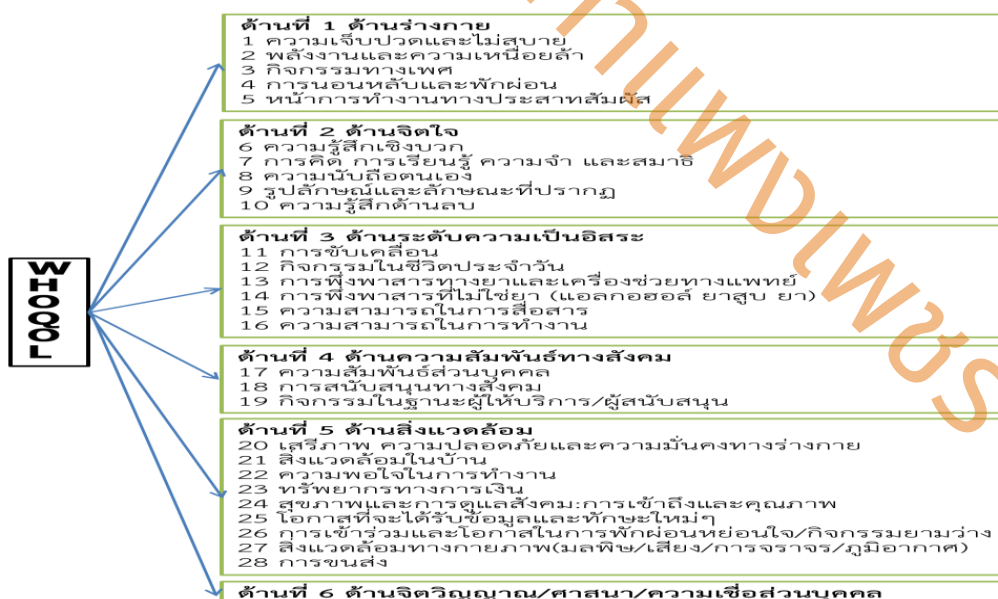 WHOQOL
ด้านที่ 1 ด้านร่างกาย
1 ความเจ็บปวดและไม่สบาย
2 พลังงานและความเหนื่อยล้า
3 กิจกรรมทางเพศ
4 การนอนหลับและพักผ่อน
5 หน้าการทำงานทางประสาทสัมผัส
ด้านที่ 2 ด้านจิตใจ
6 ความรู้สึกเชิงบวก
7 การคิด การเรียนรู้ ความจำ และสมาธิ
8 ความนับถือตนเอง
9 รูปลักษณ์และลักษณะที่ปรากฏ
10 ความรู้สึกด้านลบ
ด้านที่ 3 ด้านระดับความเป็นอิสระ
11 การขับเคลื่อน
12 กิจกรรมในชีวิตประจำวัน
13 การพึ่งพาสารทางยาและเครื่องช่วยทางแพทย์
14 การพึ่งพาสารที่ไม่ใช่ยา (แอลกอฮอล์ ยาสูบ ยา)
15 ความสามารถในการสื่อสาร
16 ความสามารถในการทำงาน
ด้านที่ 4 ด้านความสัมพันธ์ทางสังคม
17 ความสัมพันธ์ส่วนบุคคล
18 การสนับสนุนทางสังคม
19 กิจกรรมในฐานะผู้ให้บริการ/ผู้สนับสนุน
ด้านที่ 5 ด้านสิ่งแวดล้อม
20 เสรีภาพ ความปลอดภัยและความมั่นคงทางร่างกาย
21 สิ่งแวดล้อมในบ้าน
22 ความพอใจในการทำงาน
23 ทรัพยากรทางการเงิน
24 สุขภาพและการดูแลสังคม:การเข้าถึงและคุณภาพ
25 โอกาสที่จะได้รับข้อมูลและทักษะใหม่ๆ
26 การเข้าร่วมและโอกาสในการพักผ่อนหย่อนใจ/กิจกรรมยามว่าง
27 สิ่งแวดล้อมทางกายภาพ(มลพิษ/เสียง/การจราจร/ภูมิอากาศ)
28 การขนส่ง
ด้านที่ 6 ด้านจิตวิญญาณ/ศาสนา/ความเชื่อส่วนบุคคล